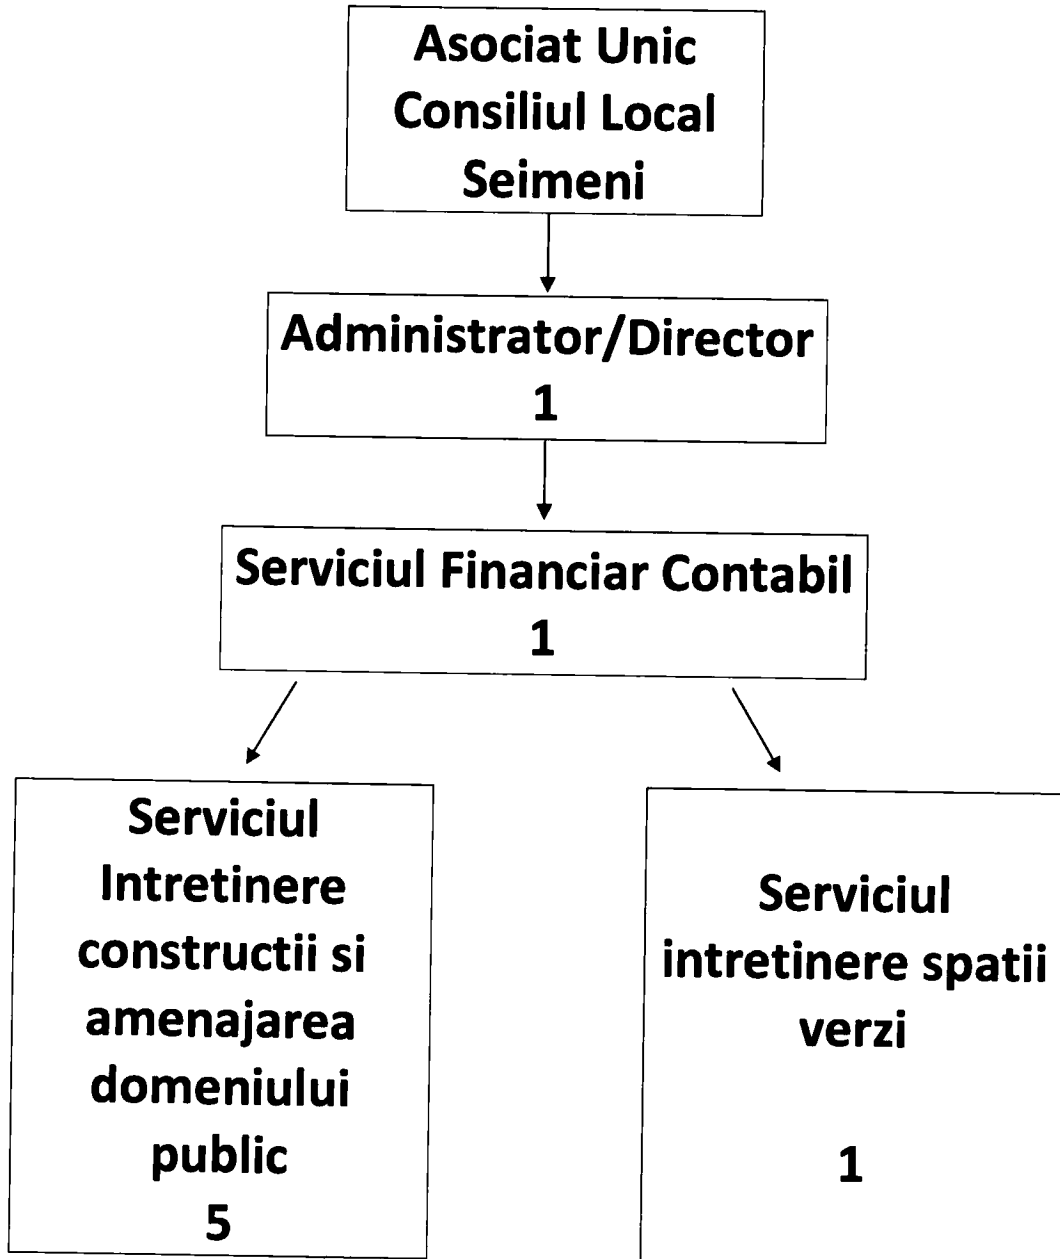 Asociat Unic
Consiliul Local
Seimeni
Administrator/Director
1
Serviciul Financiar Contabil
1
Serviciul
Intretinere
constructii si
amenajarea
domeniului
public
5
Serviciul
intretinere spatii
verzi
1